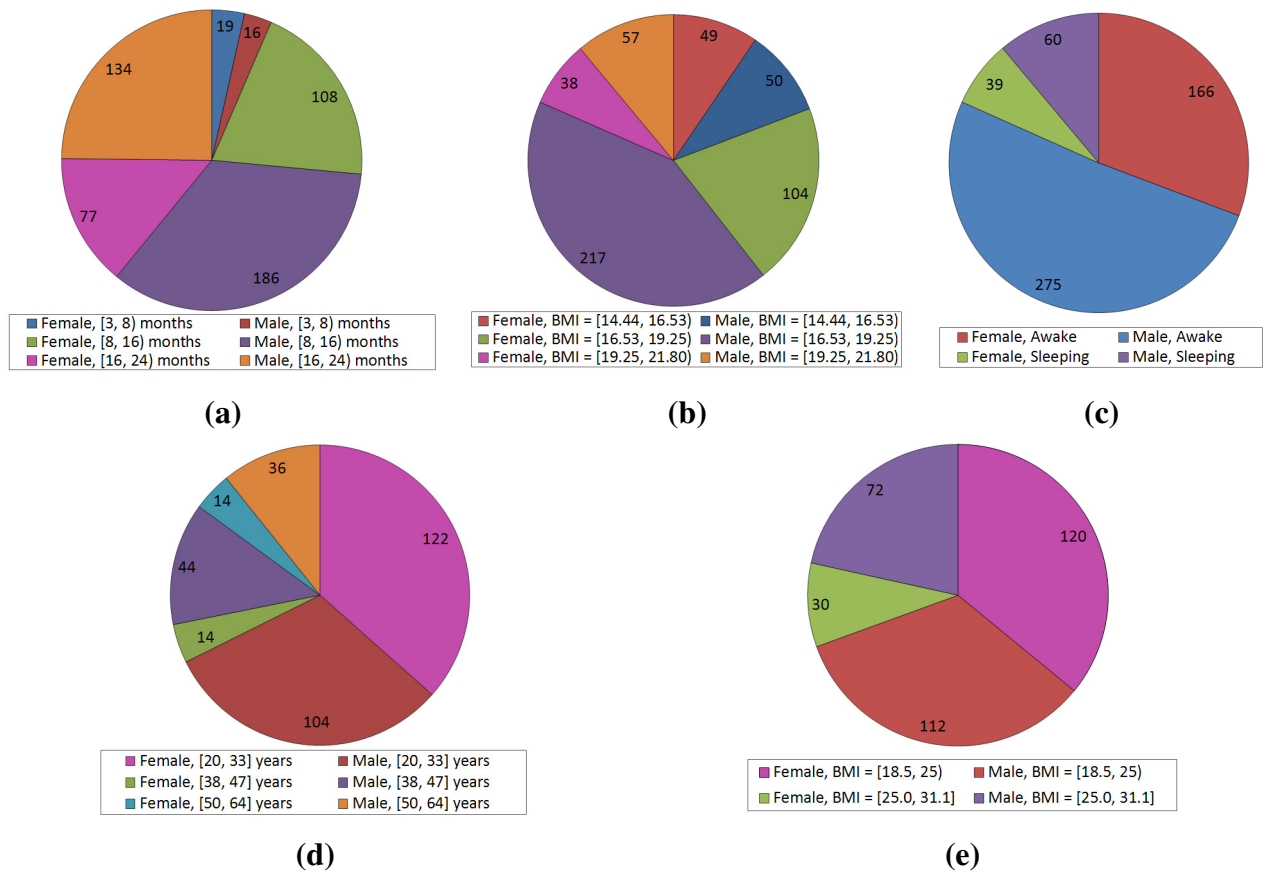 19
16
134
108
77
186
Female, [3, 8) months Male, [3, 8) months
Female, [8, 16) months Male, [8, 16) months
Female, [16, 24) months Male, [16, 24) months
(a)
57
49
38
50
104
217
Female, BMI = [14.44, 16.53) Male, BMI = [14.44, 16.53)
Female, BMI = [16.53, 19.25) Male, BMI = [16.53, 19.25)
Female, BMI = [19.25, 21.80) Male, BMI = [19.25, 21.80)
(b)
60
39
166
275
Female, Awake Male, Awake
Female, Sleeping Male, Sleeping
(c)
36
14
122
44
14
104
Female, [20, 33] years Male, [20, 33] years
Female, [38, 47] years Male, [38, 47] years
Female, [50, 64] years Male, [50, 64] years
(d)
72
120
30
112
Female, BMI = [18.5, 25) Male, BMI = [18.5, 25)
Female, BMI = [25.0, 31.1] Male, BMI = [25.0, 31.1]
(e)